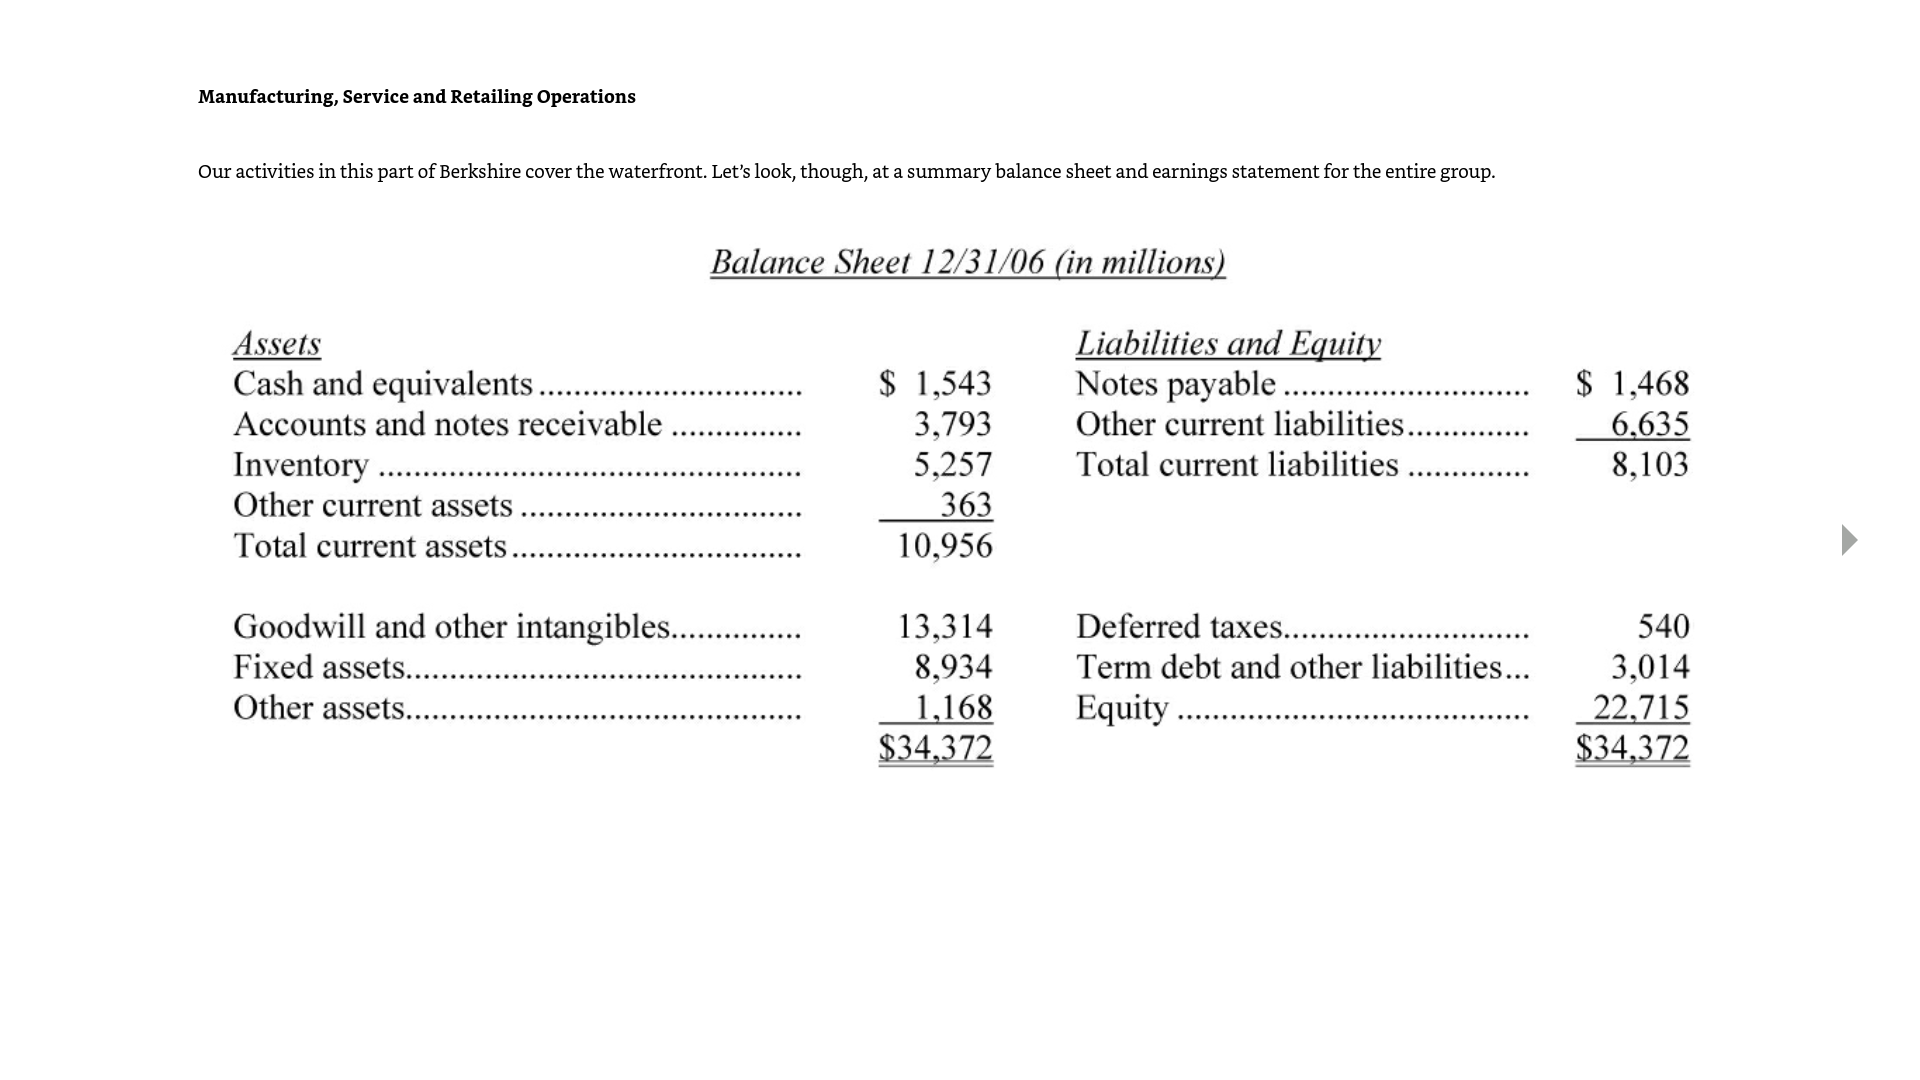 Manufacturing, Service and Retailing Operations
Our activities in this part of Berkshire cover the waterfront. Let’s look, though, at a summary balance sheet and earnings statement for the entire group.
Balance Sheet 12/31/06 (in millions)
Assets Liabilities and Equity
Cash and equivalents .............................. $ 1,543 Notes payable ............................ $ 1,468
Accounts and notes receivable ............... 3,793 Other current liabilities.............. 6,635
Inventory ................................................ 5,257 Total current liabilities .............. 8,103
Other current assets ................................ 363
Total current assets ................................. 10,956
Goodwill and other intangibles............... 13,314 Deferred taxes............................ 540
Fixed assets............................................. 8,934 Term debt and other liabilities... 3,014
Other assets............................................. 1,168 Equity ........................................ 22,715
$34,372 $34,372